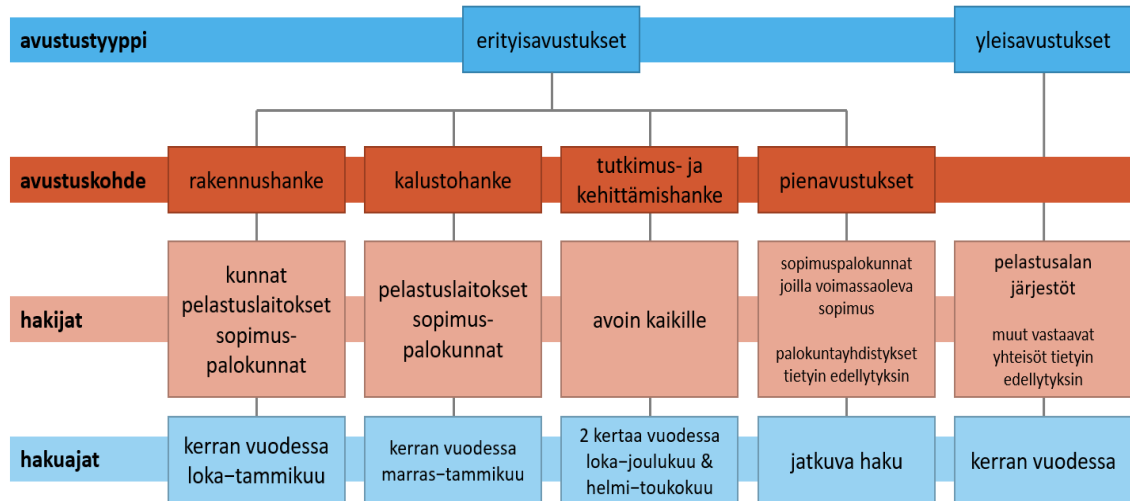 avustustyyppi
erityisavustukset
yleisavustukset
avustuskohde
rakennushanke
kalustohanke
tutkimus- ja
kehittämishanke
pienavustukset
hakijat
kunnat
pelastuslaitokset
sopimus-
palokunnat
pelastuslaitokset
sopimus-
palokunnat
avoin kaikille
sopimuspalokunnat
joilla voimassaoleva
sopimus
palokuntayhdistykset
tietyin edellytyksin
pelastusalan
järjestöt
muut vastaavat
yhteisöt tietyin
edellytyksin
hakuajat
kerran vuodessa
loka–tammikuu
kerran vuodessa
marras–tammikuu
2 kertaa vuodessa
loka–joulukuu &
helmi–toukokuu
jatkuva haku
kerran vuodessa